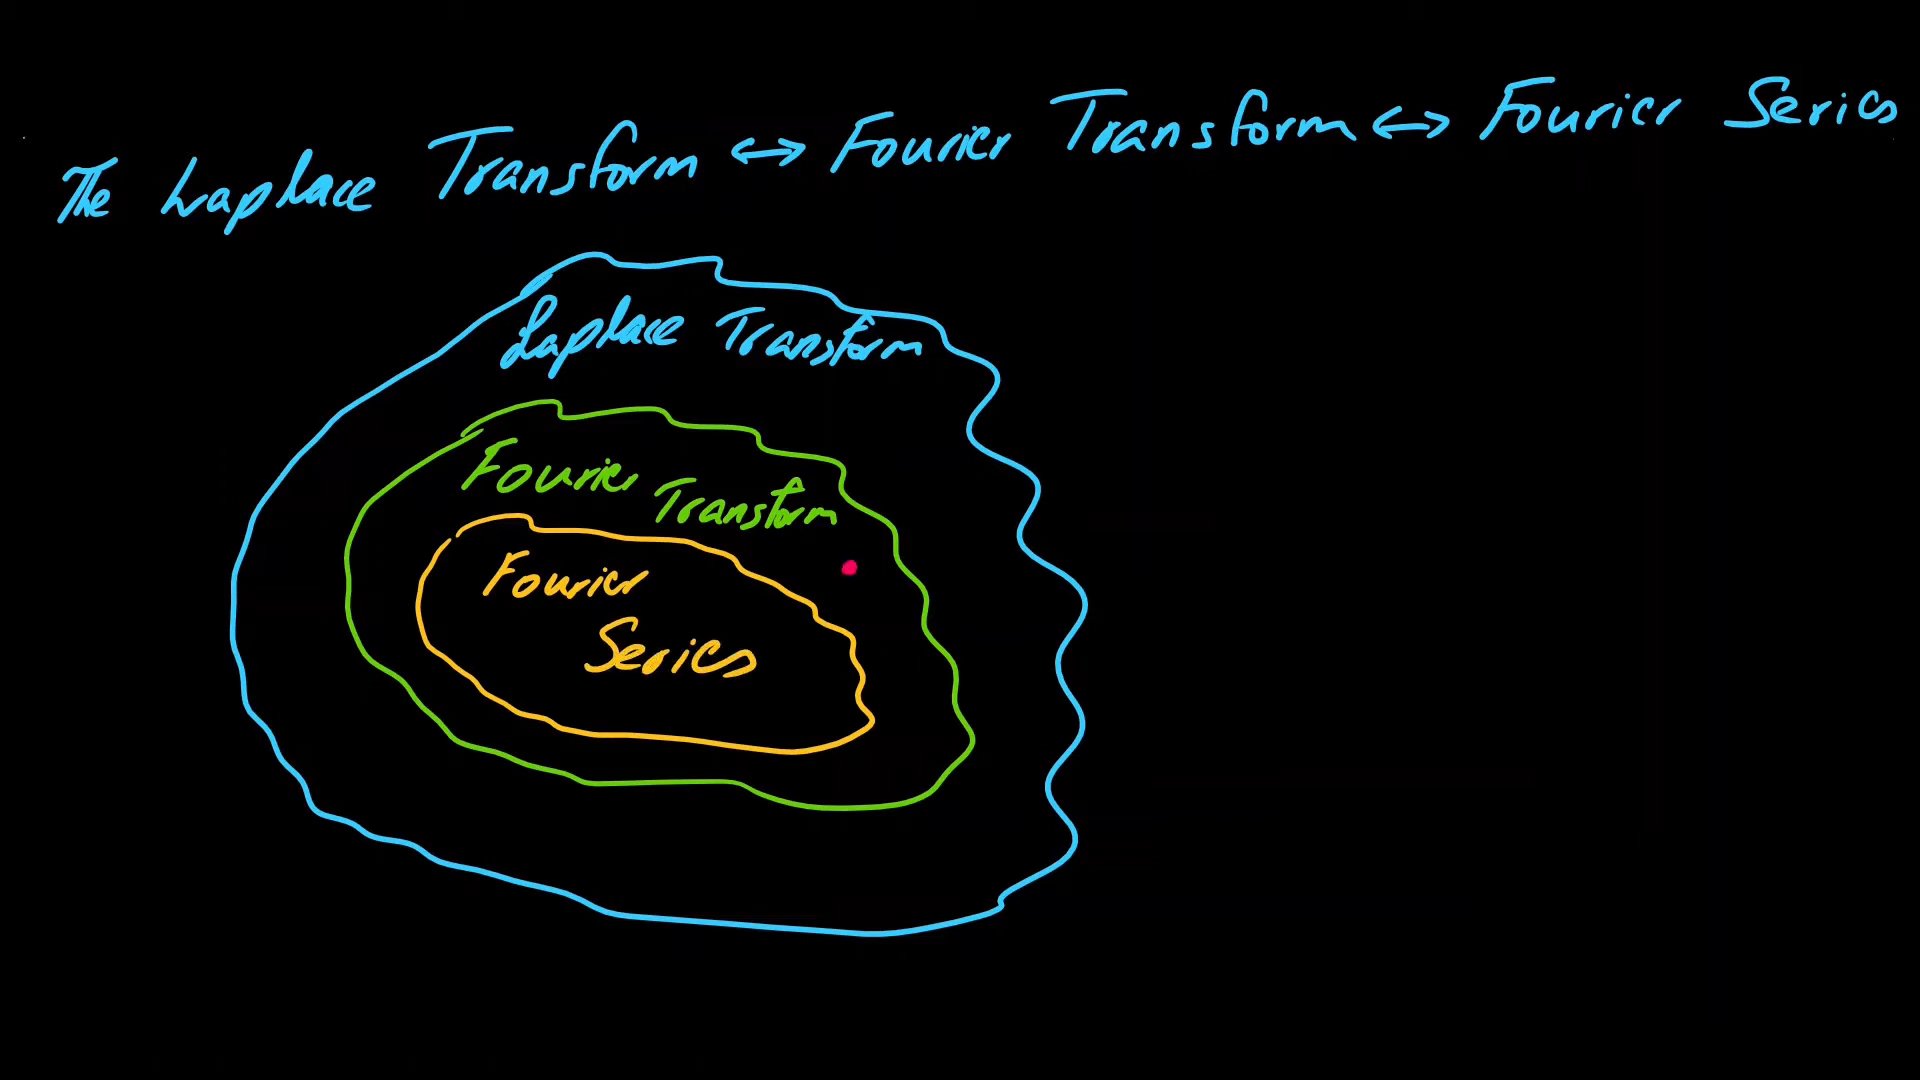 The Laplace Transform ↔ Fourier Transform ↔ Fourier Series
Laplace Transform
Fourier Transform
Fourier
Series